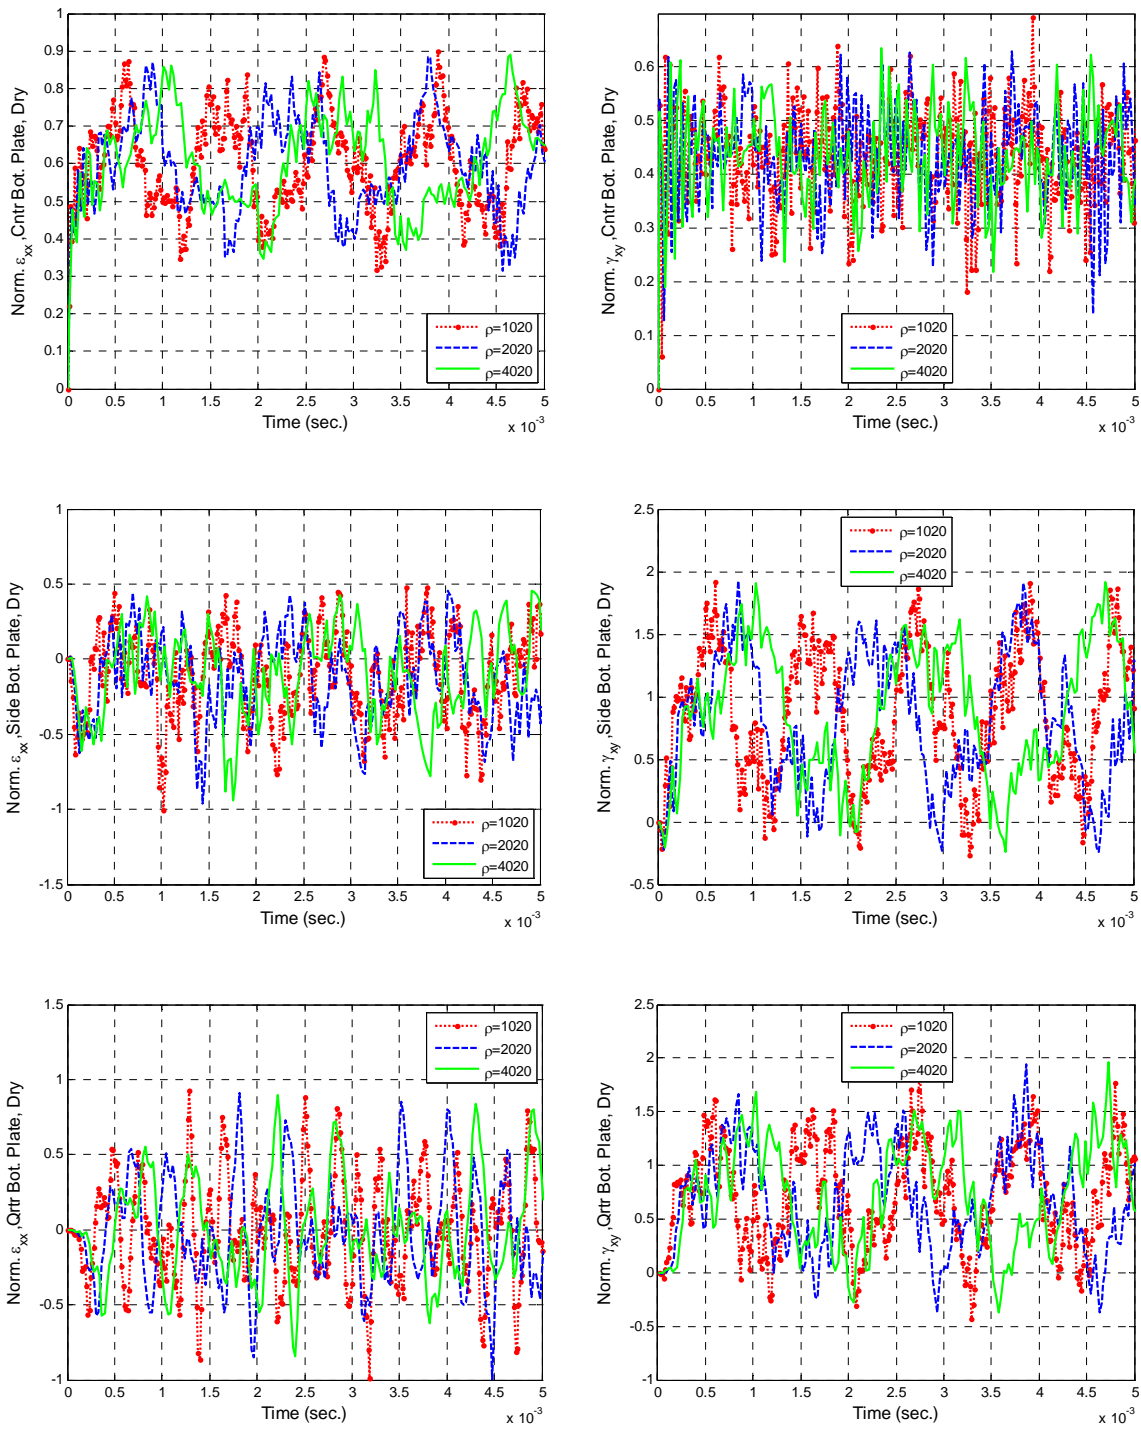 1
0.9
0.8
0.7
0.6
0.5
0.4
0.3
0.2
0.1
0
Norm. εxx ,Cntr Bot. Plate, Dry
ρ=1020
ρ=2020
ρ=4020
0 0.5 1 1.5 2 2.5 3 3.5 4 4.5 5
Time (sec.)
x 10-3
0.6
0.5
0.4
0.3
0.2
0.1
0
Norm. γxy ,Cntr Bot. Plate, Dry
ρ=1020
ρ=2020
ρ=4020
0 0.5 1 1.5 2 2.5 3 3.5 4 4.5 5
Time (sec.)
x 10-3
1
0.5
0
-0.5
-1
-1.5
Norm. εxx ,Side Bot. Plate, Dry
ρ=1020
ρ=2020
ρ=4020
0 0.5 1 1.5 2 2.5 3 3.5 4 4.5 5
Time (sec.)
x 10-3
2.5
2
1.5
1
0.5
0
-0.5
Norm. γxy ,Side Bot. Plate, Dry
ρ=1020
ρ=2020
ρ=4020
0 0.5 1 1.5 2 2.5 3 3.5 4 4.5 5
Time (sec.)
x 10-3
1.5
1
0.5
0
-0.5
-1
Norm. εxx ,Qrtr Bot. Plate, Dry
ρ=1020
ρ=2020
ρ=4020
0 0.5 1 1.5 2 2.5 3 3.5 4 4.5 5
Time (sec.)
x 10-3
2.5
2
1.5
1
0.5
0
-0.5
-1
Norm. γxy ,Qrtr Bot. Plate, Dry
ρ=1020
ρ=2020
ρ=4020
0 0.5 1 1.5 2 2.5 3 3.5 4 4.5 5
Time (sec.)
x 10-3